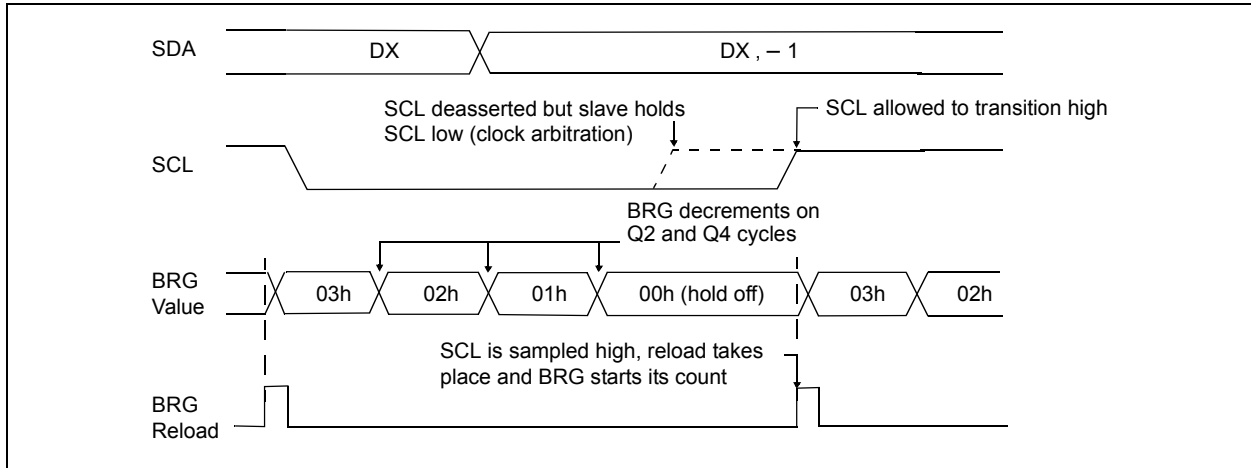 SDA
DX
DX , – 1
SCL deasserted but slave holds
SCL low (clock arbitration)
SCL allowed to transition high
SCL
BRG decrements on
Q2 and Q4 cycles
BRG
Value
03h
02h
01h
00h (hold off)
03h
02h
SCL is sampled high, reload takes
place and BRG starts its count
BRG
Reload